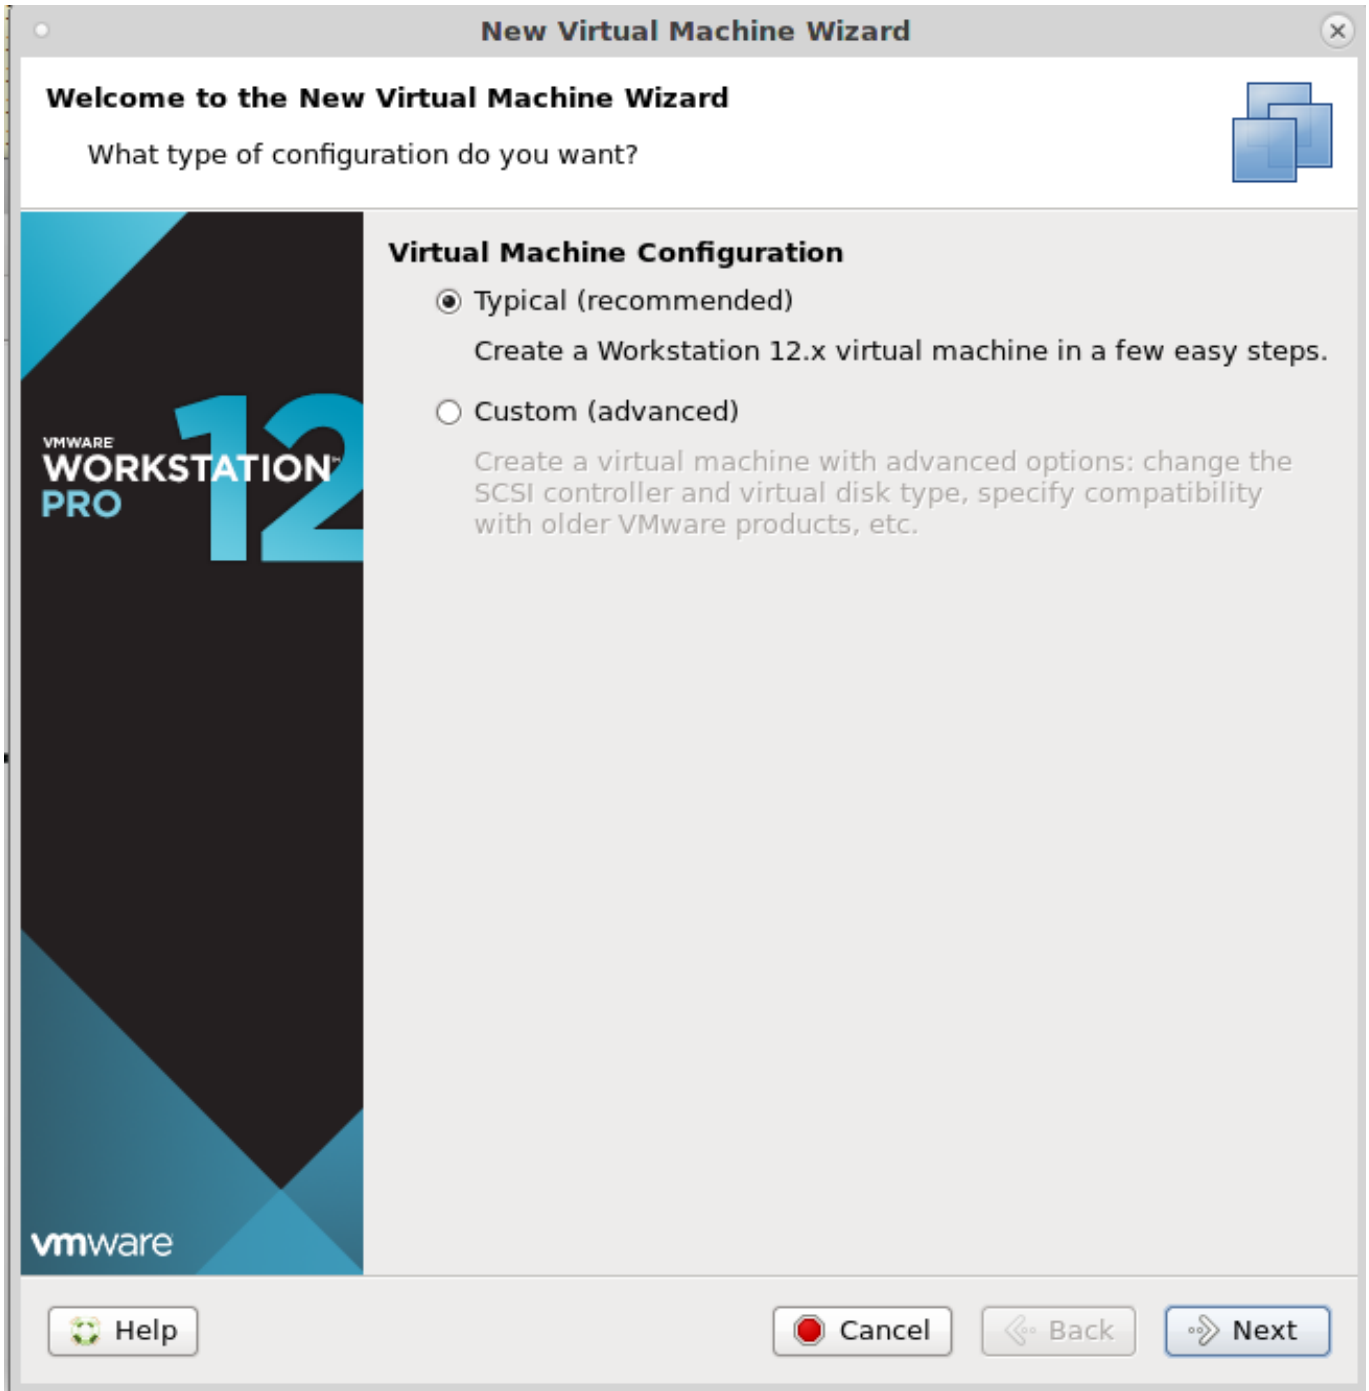 New Virtual Machine Wizard
Welcome to the New Virtual Machine Wizard
What type of configuration do you want?
Virtual Machine Configuration
Typical (recommended)
Create a Workstation 12.x virtual machine in a few easy steps.
Custom (advanced)
Create a virtual machine with advanced options: change the
SCSI controller and virtual disk type, specify compatibility
with older VMware products, etc.
12
VMWARE
WORKSTATION™
PRO
vmware
Help
Cancel
Back
Next